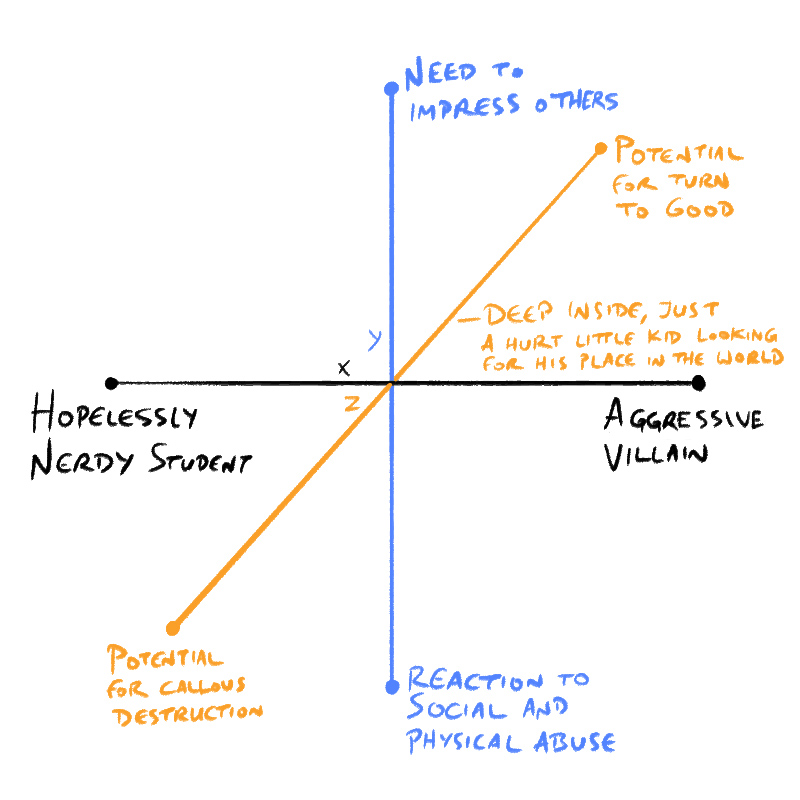 NEED TO
IMPRESS OTHERS
POTENTIAL
FOR TURN
TO GOOD
DEEP INSIDE, JUST
A HURT LITTLE KID LOOKING
FOR HIS PLACE IN THE WORLD
Y
X
Z
HOPELESSLY
NERDY STUDENT
AGGRESSIVE
VILLAIN
POTENTIAL
FOR CALLOUS
DESTRUCTION
REACTION TO
SOCIAL AND
PHYSICAL ABUSE